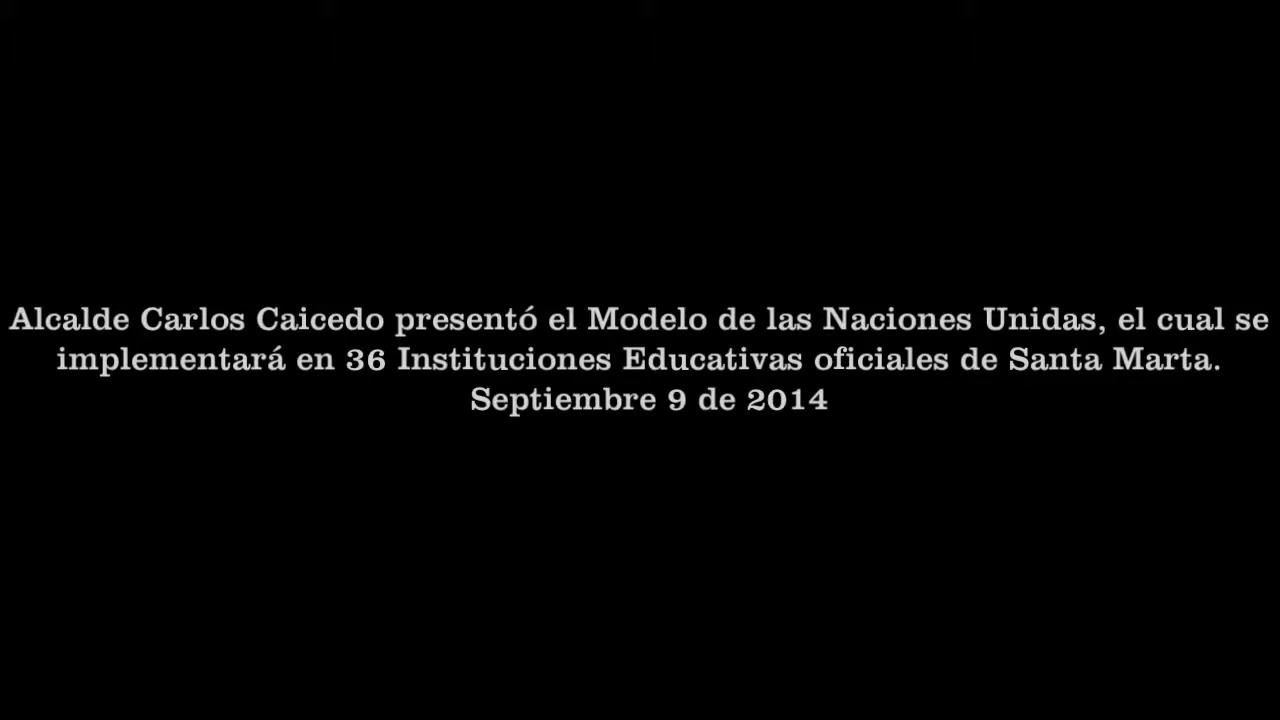 Alcalde Carlos Caicedo presentó el Modelo de las Naciones Unidas, el cual se
implementará en 36 Instituciones Educativas oficiales de Santa Marta.
Septiembre 9 de 2014